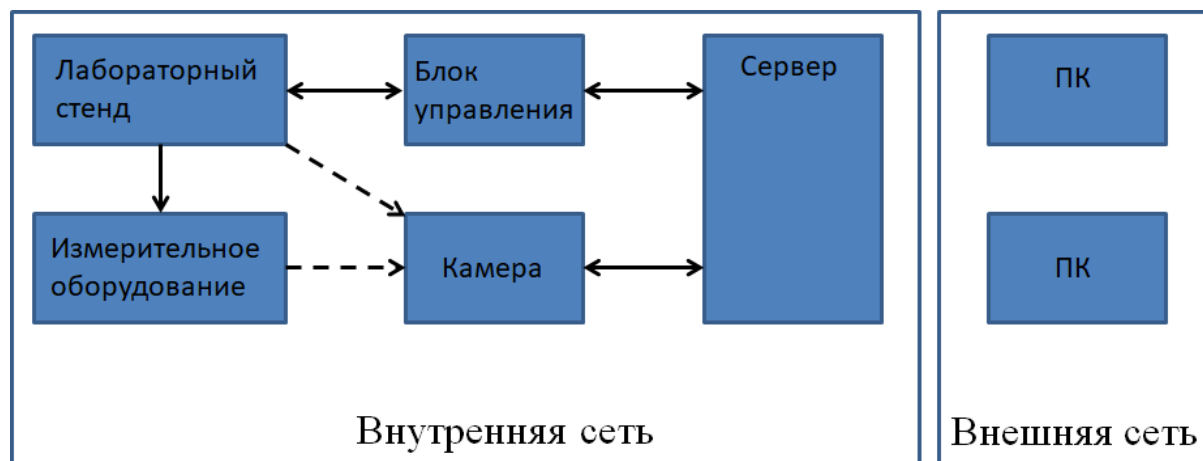 Лабораторный
стенд
Блок
управления
Сервер
ПК
Измерительное
оборудование
Камера
ПК
Внутренняя сеть
Внешняя сеть